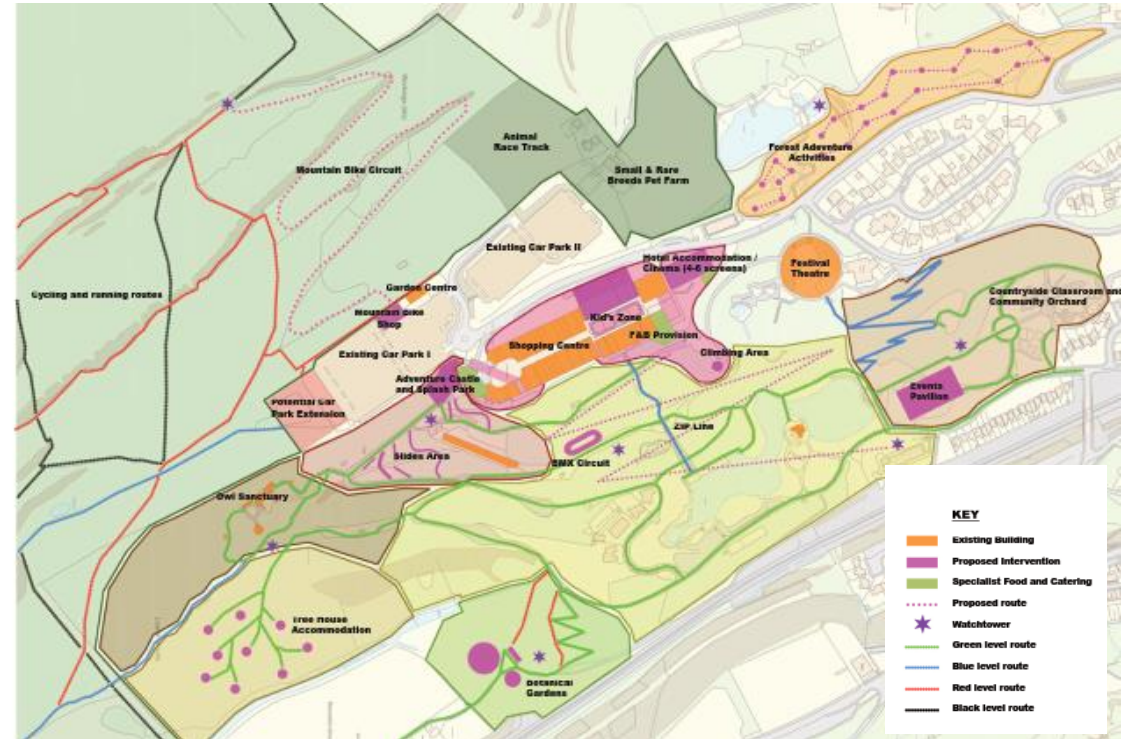 Animal
Race Track
Forest Adeventure
Activities
Mountain Bike Circuit
Small & Rare
Breeds Pet Farm
Existing Car Park II
Hotel Accommodation /
Cinema (4-6 screens)
Festival
Theatre
Garden Centre
Cycling and running routes
Countryside Classroom and
Community Orchard
Mountain Bike
Shop
Kid's Zone
F&B Provision
Shopping Centre
Existing Car Park I
Climbing Area
Adventure Castle
and Splash Park
Events
Pavilion
Potential Car
Park Extension
ZIP Line
Slides Area
BMX Circuit
Owl Sanctuary
Tree House
Accommodation
Botanical
Gardens
KEY
Existing Building
Proposed Intervention
Specialist Food and Catering
Proposed route
Watchtower
Green level route
Blue level route
Red level route
Black level route